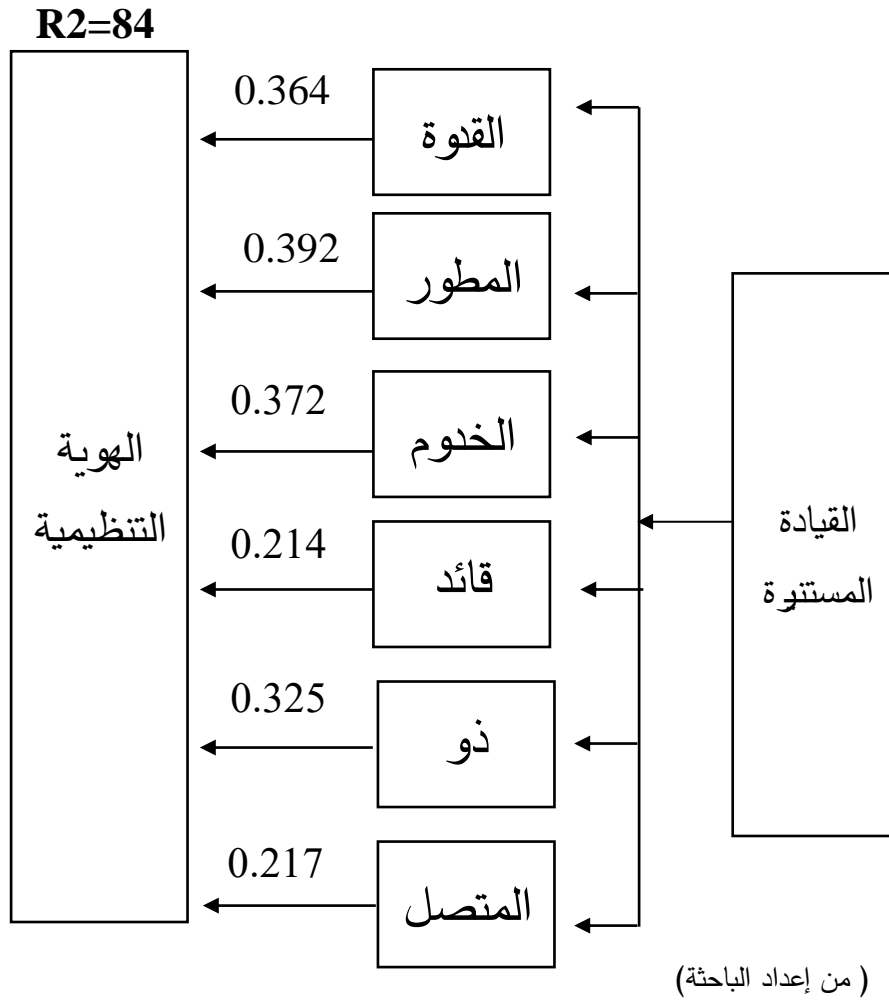 R2=84
القيادة
المستنيرة
القدوة
0.364
المطور
0.392
الخدوم
0.372
قائد
0.214
ذو
0.325
المتصل
0.217
الهوية
التنظيمية
( من إعداد الباحثة)